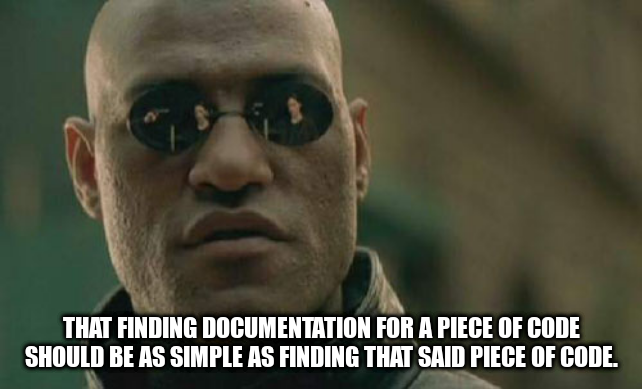 THAT FINDING DOCUMENTATION FOR A PIECE OF CODE
SHOULD BE AS SIMPLE AS FINDING THAT SAID PIECE OF CODE.